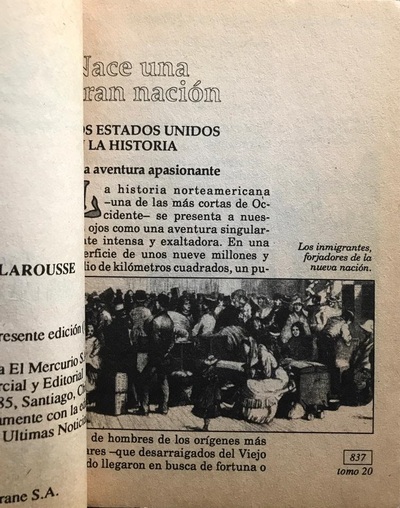 LAROUSSE
resente edición
a El Mercurio S
cial y Editorial
85, Santiago, C
amente con la e
Ultimas Notici
rane S.A.
Nace una
ran nación
OS ESTADOS UNIDOS
LA HISTORIA
a aventura apasionante
La historia norteamericana
–una de las más cortas de Oc-
cidente– se presenta a nues-
ojos como una aventura singular-
te intensa y exaltadora. En una
erficie de unos nueve millones y
io de kilómetros cuadrados, un pu-
Los inmigrantes,
forjadores de la
nueva nación.
de hombres de los orígenes más
ares –que desarraigados del Viejo
do llegaron en busca de fortuna o
837
tomo 20